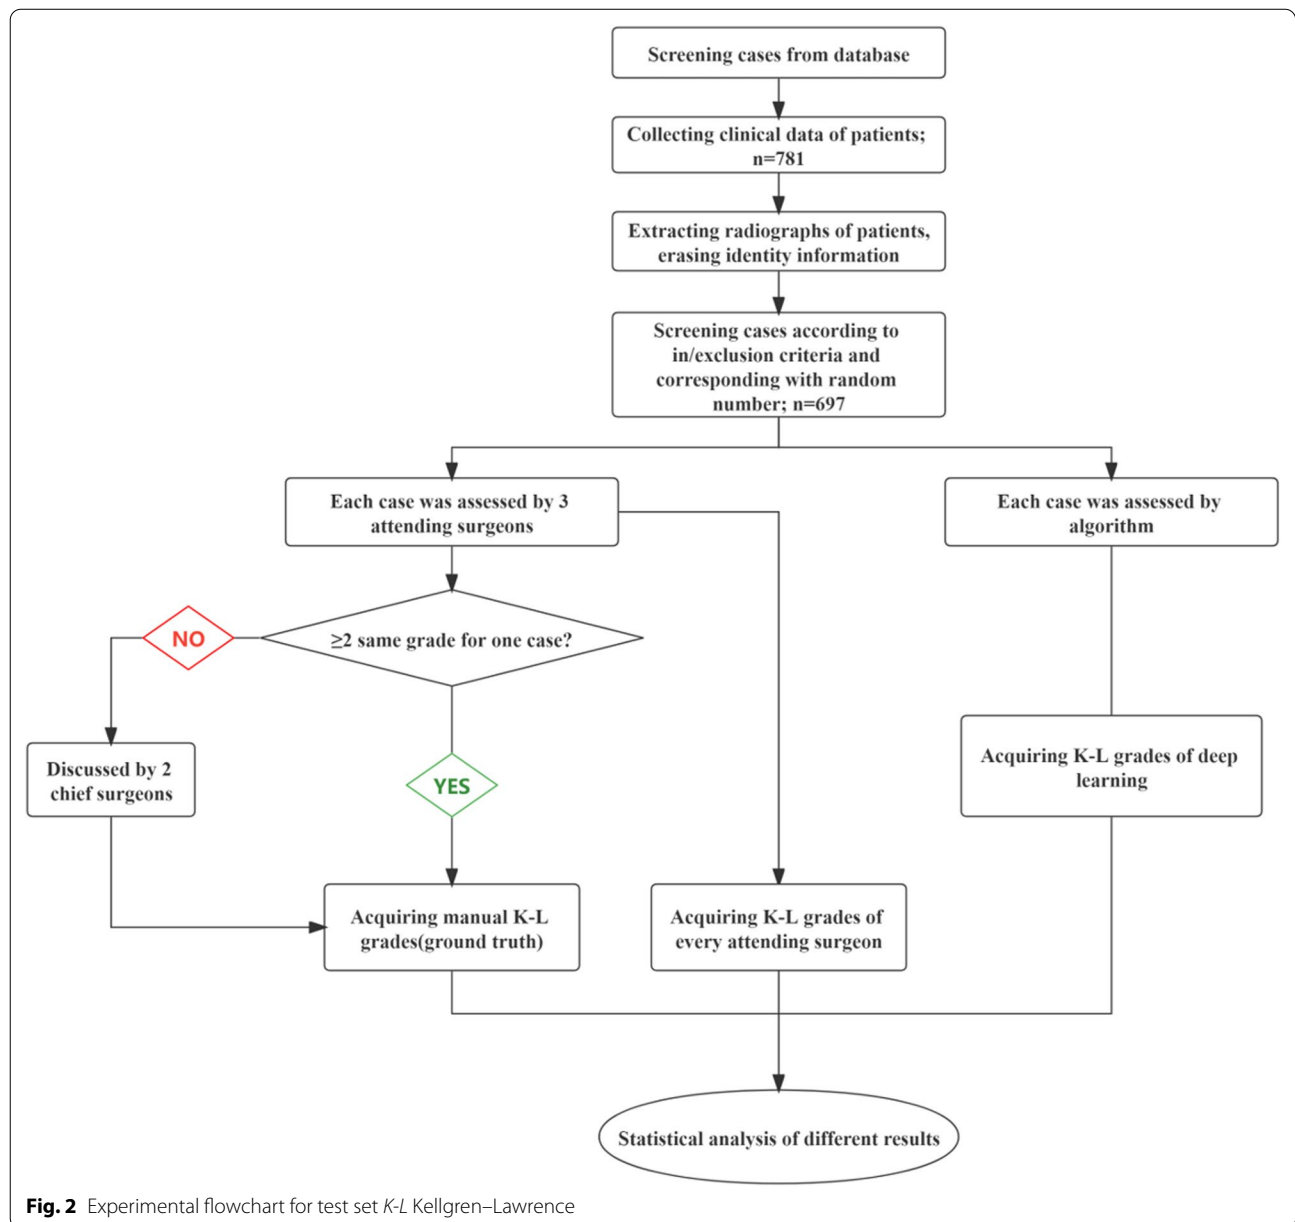 Screening cases from database
Collecting clinical data of patients;
n=781
Extracting radiographs of patients,
erasing identity information
Screening cases according to
in/exclusion criteria and
corresponding with random
number; n=697
Each case was assessed by 3
attending surgeons
Each case was assessed by
algorithm
≥2 same grade for one case?
NO
YES
Discussed by 2
chief surgeons
Acquiring K-L grades of deep
learning
Acquiring manual K-L
grades(ground truth)
Acquiring K-L grades of
every attending surgeon
Statistical analysis of different results
Fig. 2 Experimental flowchart for test set K-L Kellgren–Lawrence